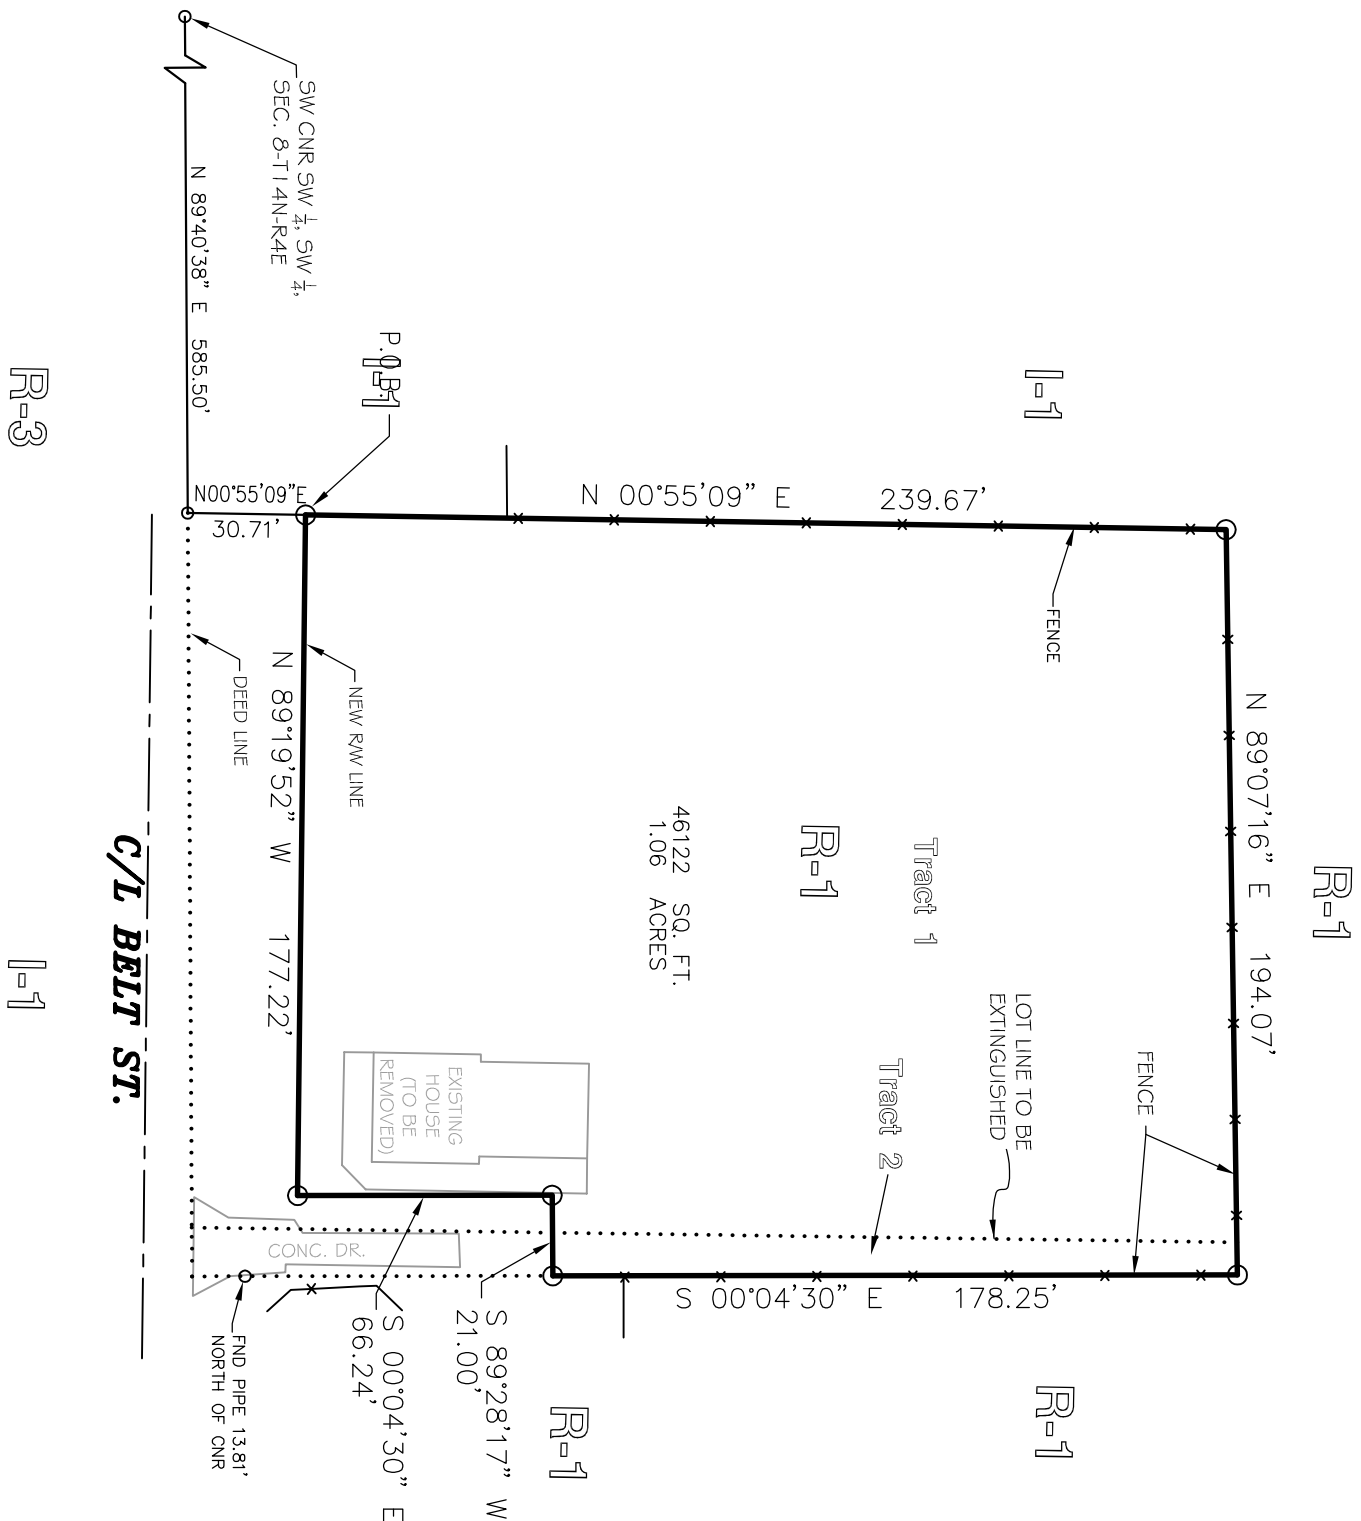 SW CNR SW 1/4, SW 1/4,
SEC. 8-T14N-R4E
N 89°40'38" E 585.50'
R-3
P.O.B.
I-1
I-1
N00°55'09"E
30.71'
N 00°55'09" E 239.67'
FENCE
N 89°07'16" E 194.07'
R-1
NEW R/W LINE
DEED LINE
N 89°19'52" W 177.22'
C/L BELT ST.
I-1
46122 SQ. FT.
1.06 ACRES
R-1
Tract 1
Tract 2
LOT LINE TO BE
EXTINGUISHED
FENCE
EXISTING
HOUSE
(TO BE
REMOVED)
CONC. DR.
S 00°04'30" E 178.25'
S 89°28'17" W
21.00'
S 00°04'30" E
66.24'
FND PIPE 13.81'
NORTH OF CNR
R-1
R-1